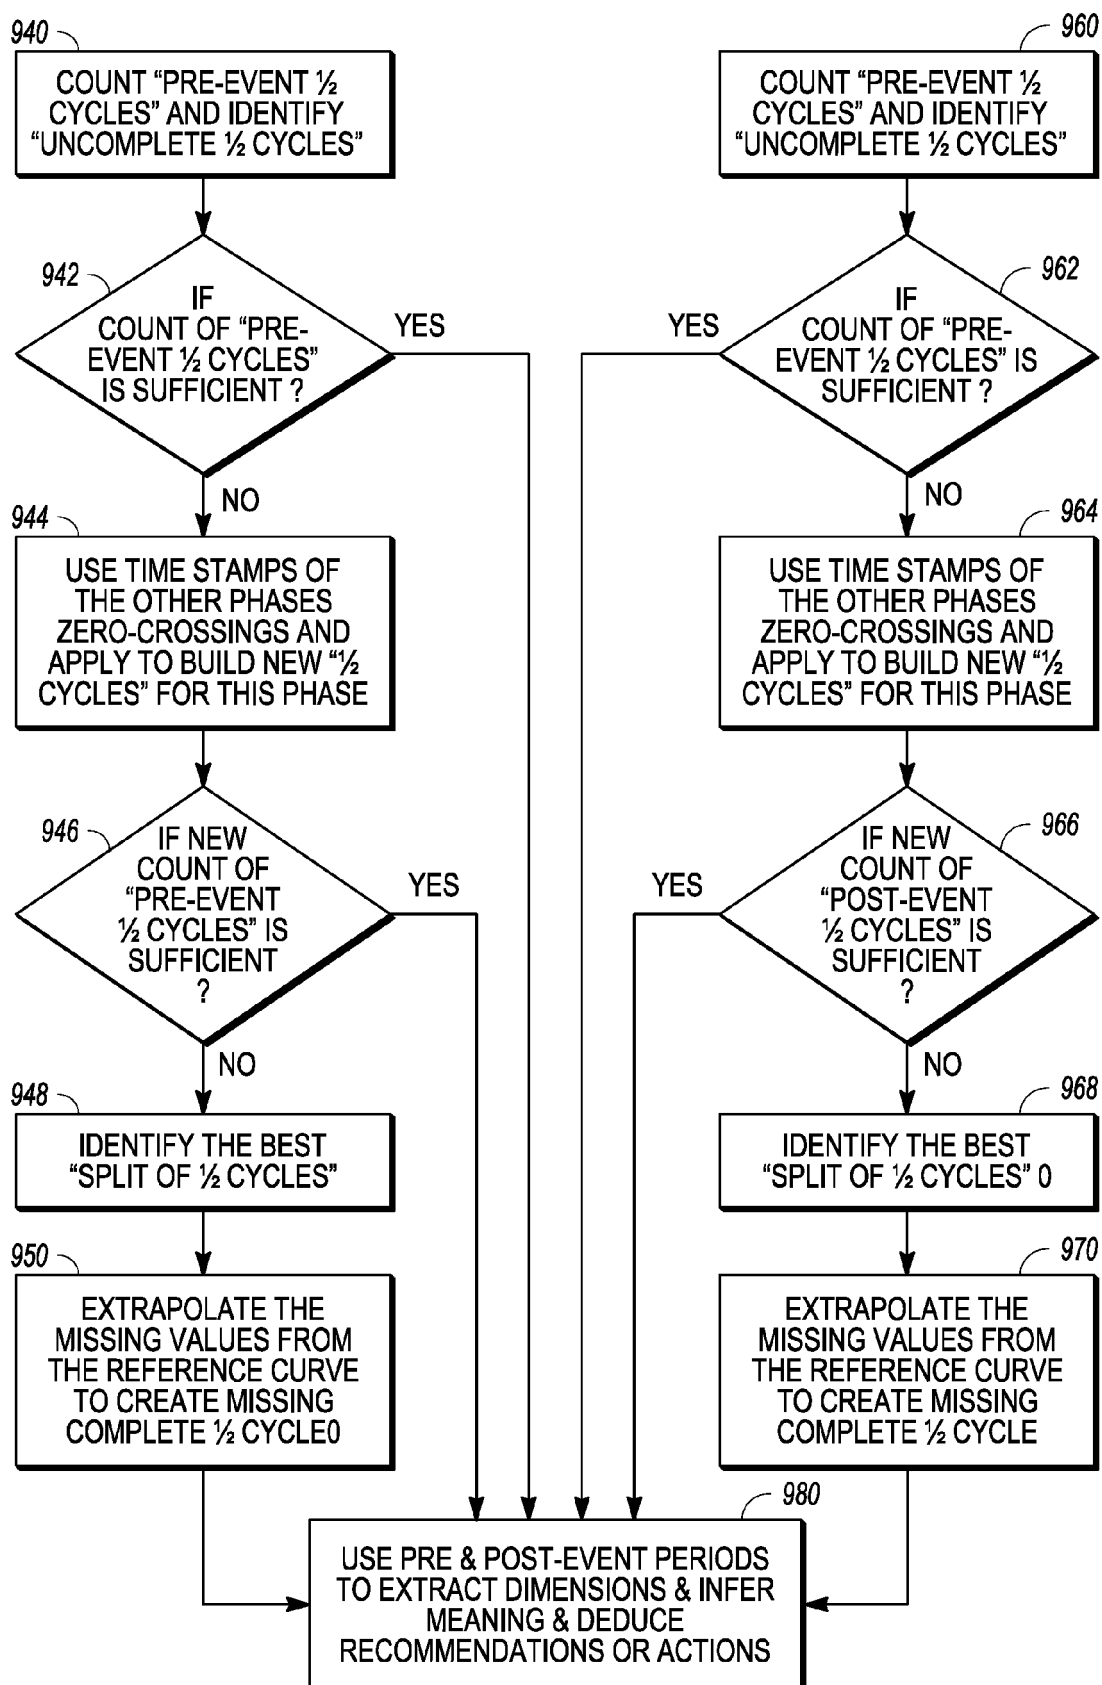 940
COUNT “PRE-EVENT ½
CYCLES” AND IDENTIFY
“UNCOMPLETE ½ CYCLES”
942
IF
COUNT OF “PRE-
EVENT ½ CYCLES”
IS SUFFICIENT ?
YES
NO
944
USE TIME STAMPS OF
THE OTHER PHASES
ZERO-CROSSINGS AND
APPLY TO BUILD NEW “½
CYCLES” FOR THIS PHASE
946
IF NEW
COUNT OF
“PRE-EVENT
½ CYCLES” IS
SUFFICIENT
?
YES
NO
948
IDENTIFY THE BEST
“SPLIT OF ½ CYCLES”
950
EXTRAPOLATE THE
MISSING VALUES FROM
THE REFERENCE CURVE
TO CREATE MISSING
COMPLETE ½ CYCLE0
960
COUNT “PRE-EVENT ½
CYCLES” AND IDENTIFY
“UNCOMPLETE ½ CYCLES”
962
IF
COUNT OF “PRE-
EVENT ½ CYCLES” IS
SUFFICIENT ?
YES
NO
964
USE TIME STAMPS OF
THE OTHER PHASES
ZERO-CROSSINGS AND
APPLY TO BUILD NEW “½
CYCLES” FOR THIS PHASE
966
IF NEW
COUNT OF
“POST-EVENT
½ CYCLES” IS
SUFFICIENT
?
YES
NO
968
IDENTIFY THE BEST
“SPLIT OF ½ CYCLES” 0
970
EXTRAPOLATE THE
MISSING VALUES FROM
THE REFERENCE CURVE
TO CREATE MISSING
COMPLETE ½ CYCLE
980
USE PRE & POST-EVENT PERIODS
TO EXTRACT DIMENSIONS & INFER
MEANING & DEDUCE
RECOMMENDATIONS OR ACTIONS